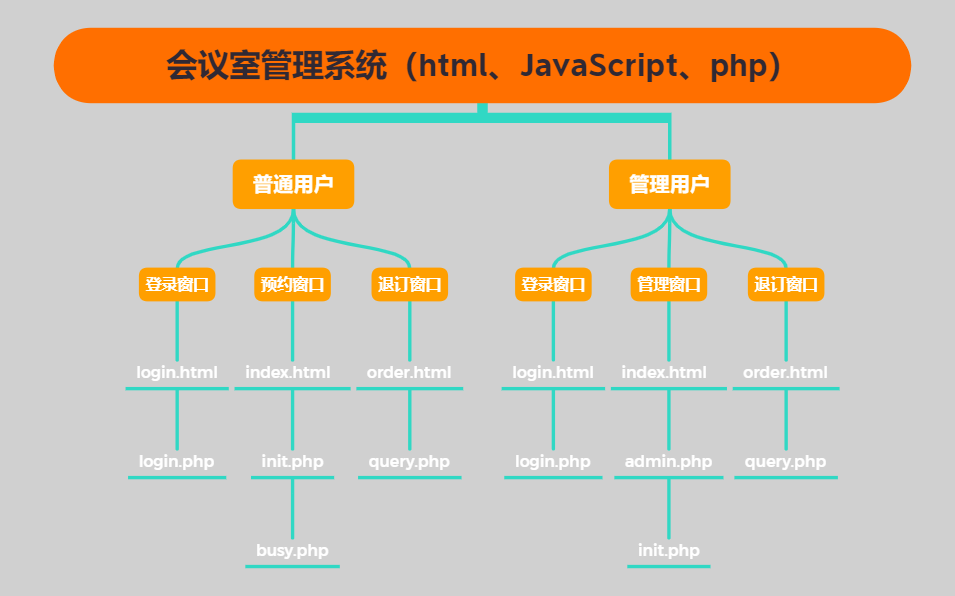 会议室管理系统（html、JavaScript、php）
普通用户
管理用户
登录窗口
预约窗口
退订窗口
登录窗口
管理窗口
退订窗口
login.html
index.html
order.html
login.html
index.html
order.html
login.php
init.php
query.php
login.php
admin.php
query.php
busy.php
init.php